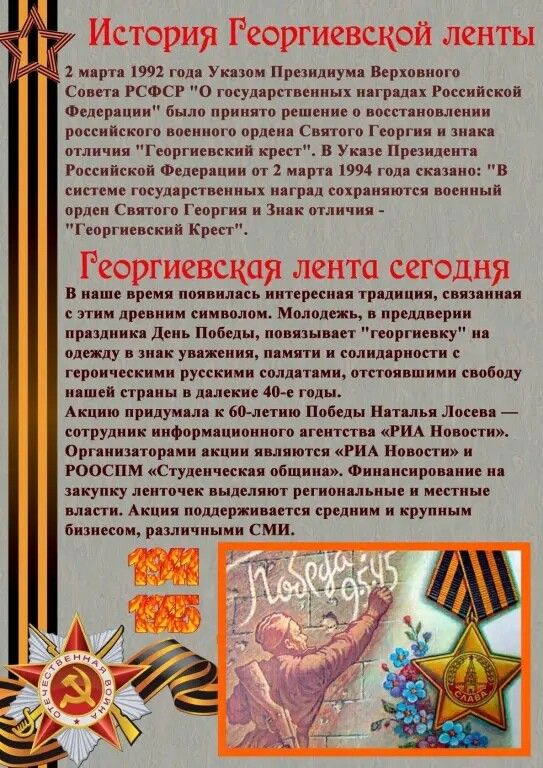 История Георгиевской ленты
2 марта 1992 года Указом Президиума Верховного
Совета РСФСР "О государственных наградах Российской
Федерации" было принято решение о восстановлении
российского военного ордена Святого Георгия и знака
отличия "Георгиевский крест". В Указе Президента
Российской Федерации от 2 марта 1994 года сказано: "В
системе государственных наград сохраняются военный
орден Святого Георгия и Знак отличия -
"Георгиевский Крест".
Георгиевская лента сегодня
В наше время появилась интересная традиция, связанная
с этим древним символом. Молодежь, в преддверии
праздника День Победы, повязывает "георгиевку" на
одежду в знак уважения, памяти и солидарности с
героическими русскими солдатами, отстоявшими свободу
нашей страны в далекие 40-е годы.
Акцию придумала к 60-летию Победы Наталья Лосева —
сотрудник информационного агентства «РИА Новости».
Организаторами акции являются «РИА Новости» и
РООСПМ «Студенческая община». Финансирование на
закупку ленточек выделяют региональные и местные
власти. Акция поддерживается средним и крупным
бизнесом, различными СМИ.
1941
1945
Победа
9.5.45
ОТЕЧЕСТВЕННАЯ ВОЙНА
СЛАВА